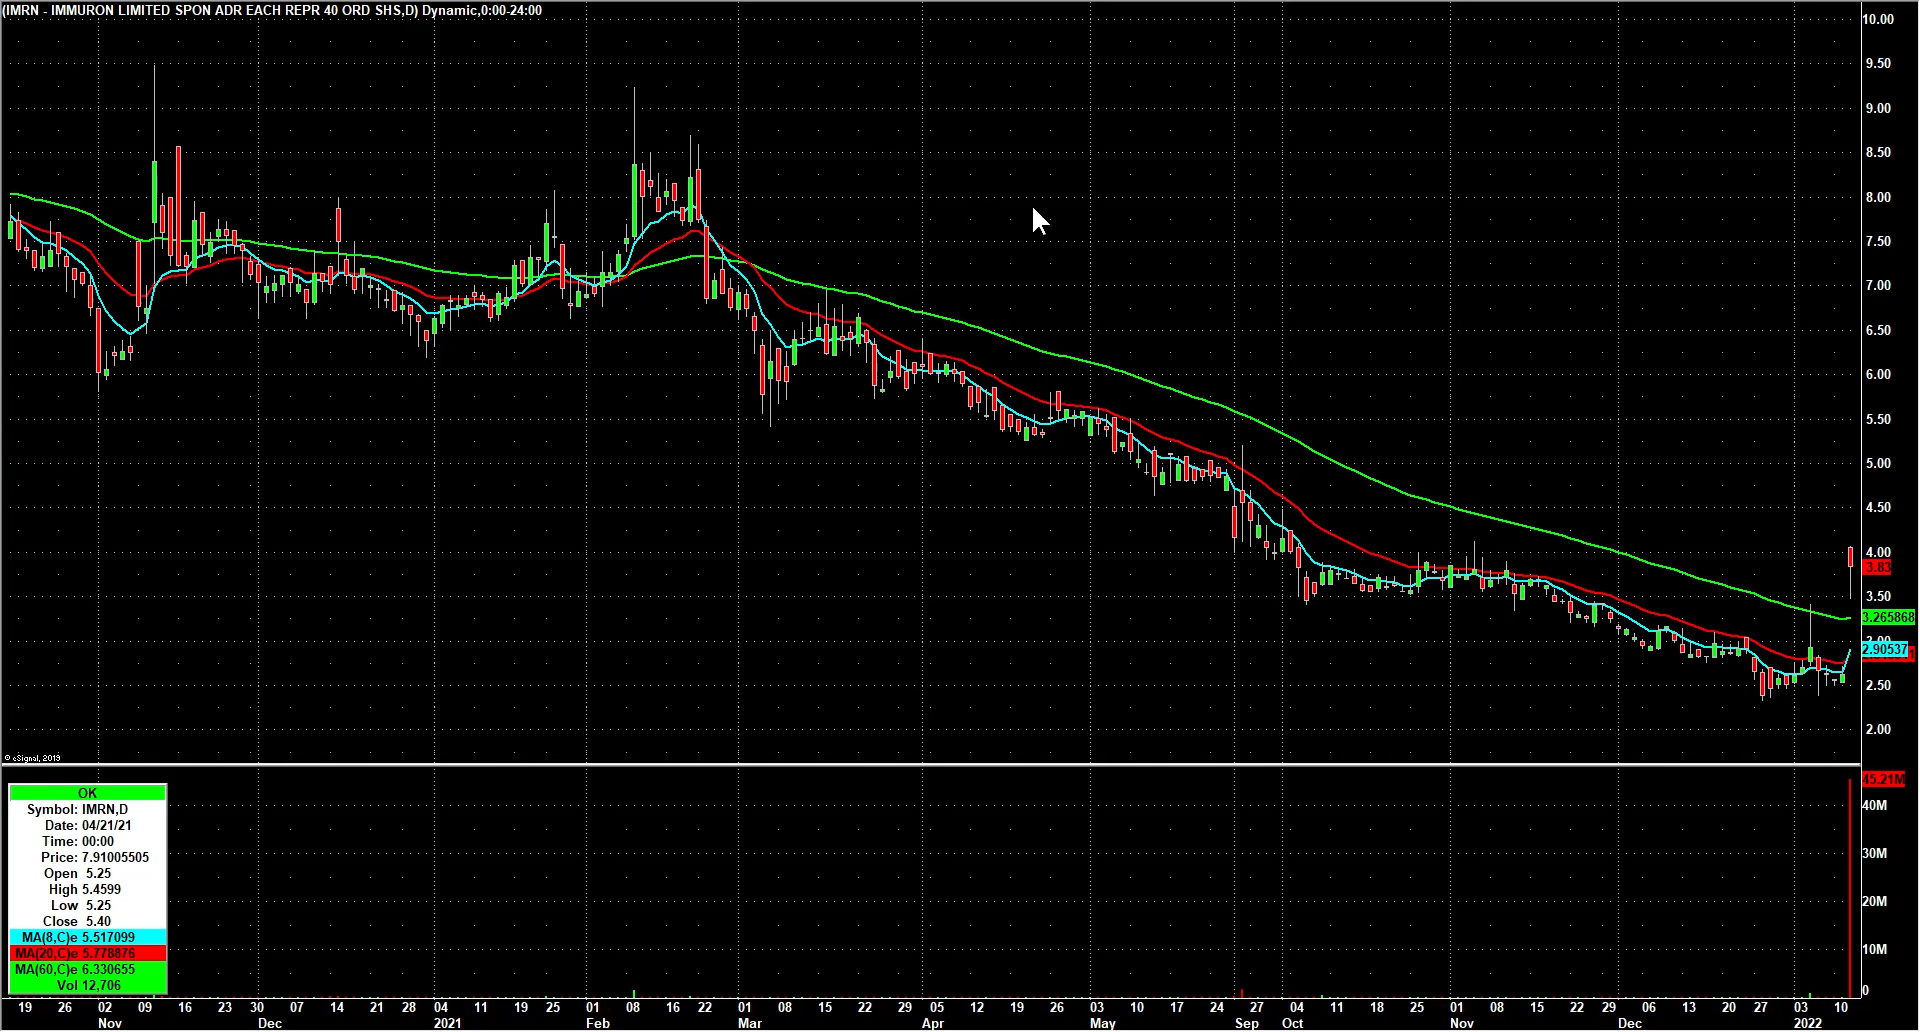 (IMRN - IMMURON LIMITED SPON ADR EACH REPR 40 ORD SHS,D) Dynamic,0:00-24:00
10.00
9.50
9.00
8.50
8.00
7.50
7.00
6.50
6.00
5.50
5.00
4.50
4.00
3.83
3.50
3.265868
3.00
2.90537
2.50
2.00
© eSignal, 2019
45.21M
40M
30M
20M
10M
0
OK
Symbol: IMRN,D
Date: 04/21/21
Time: 00:00
Price: 7.91005505
Open 5.25
High 5.4599
Low 5.25
Close 5.40
MA(8,C)e 5.517099
MA(20,C)e 5.778876
MA(60,C)e 6.330655
Vol 12,706
19 26 02 09 16 23 30 07 14 21 28 04 11 19 25 01 08 16 22 01 08 15 22 29 05 12 19 26 03 10 17 24 27 04 11 18 25 01 08 15 22 29 06 13 20 27 03 10
Nov Dec 2021 Feb Mar Apr May Sep Oct Nov Dec 2022